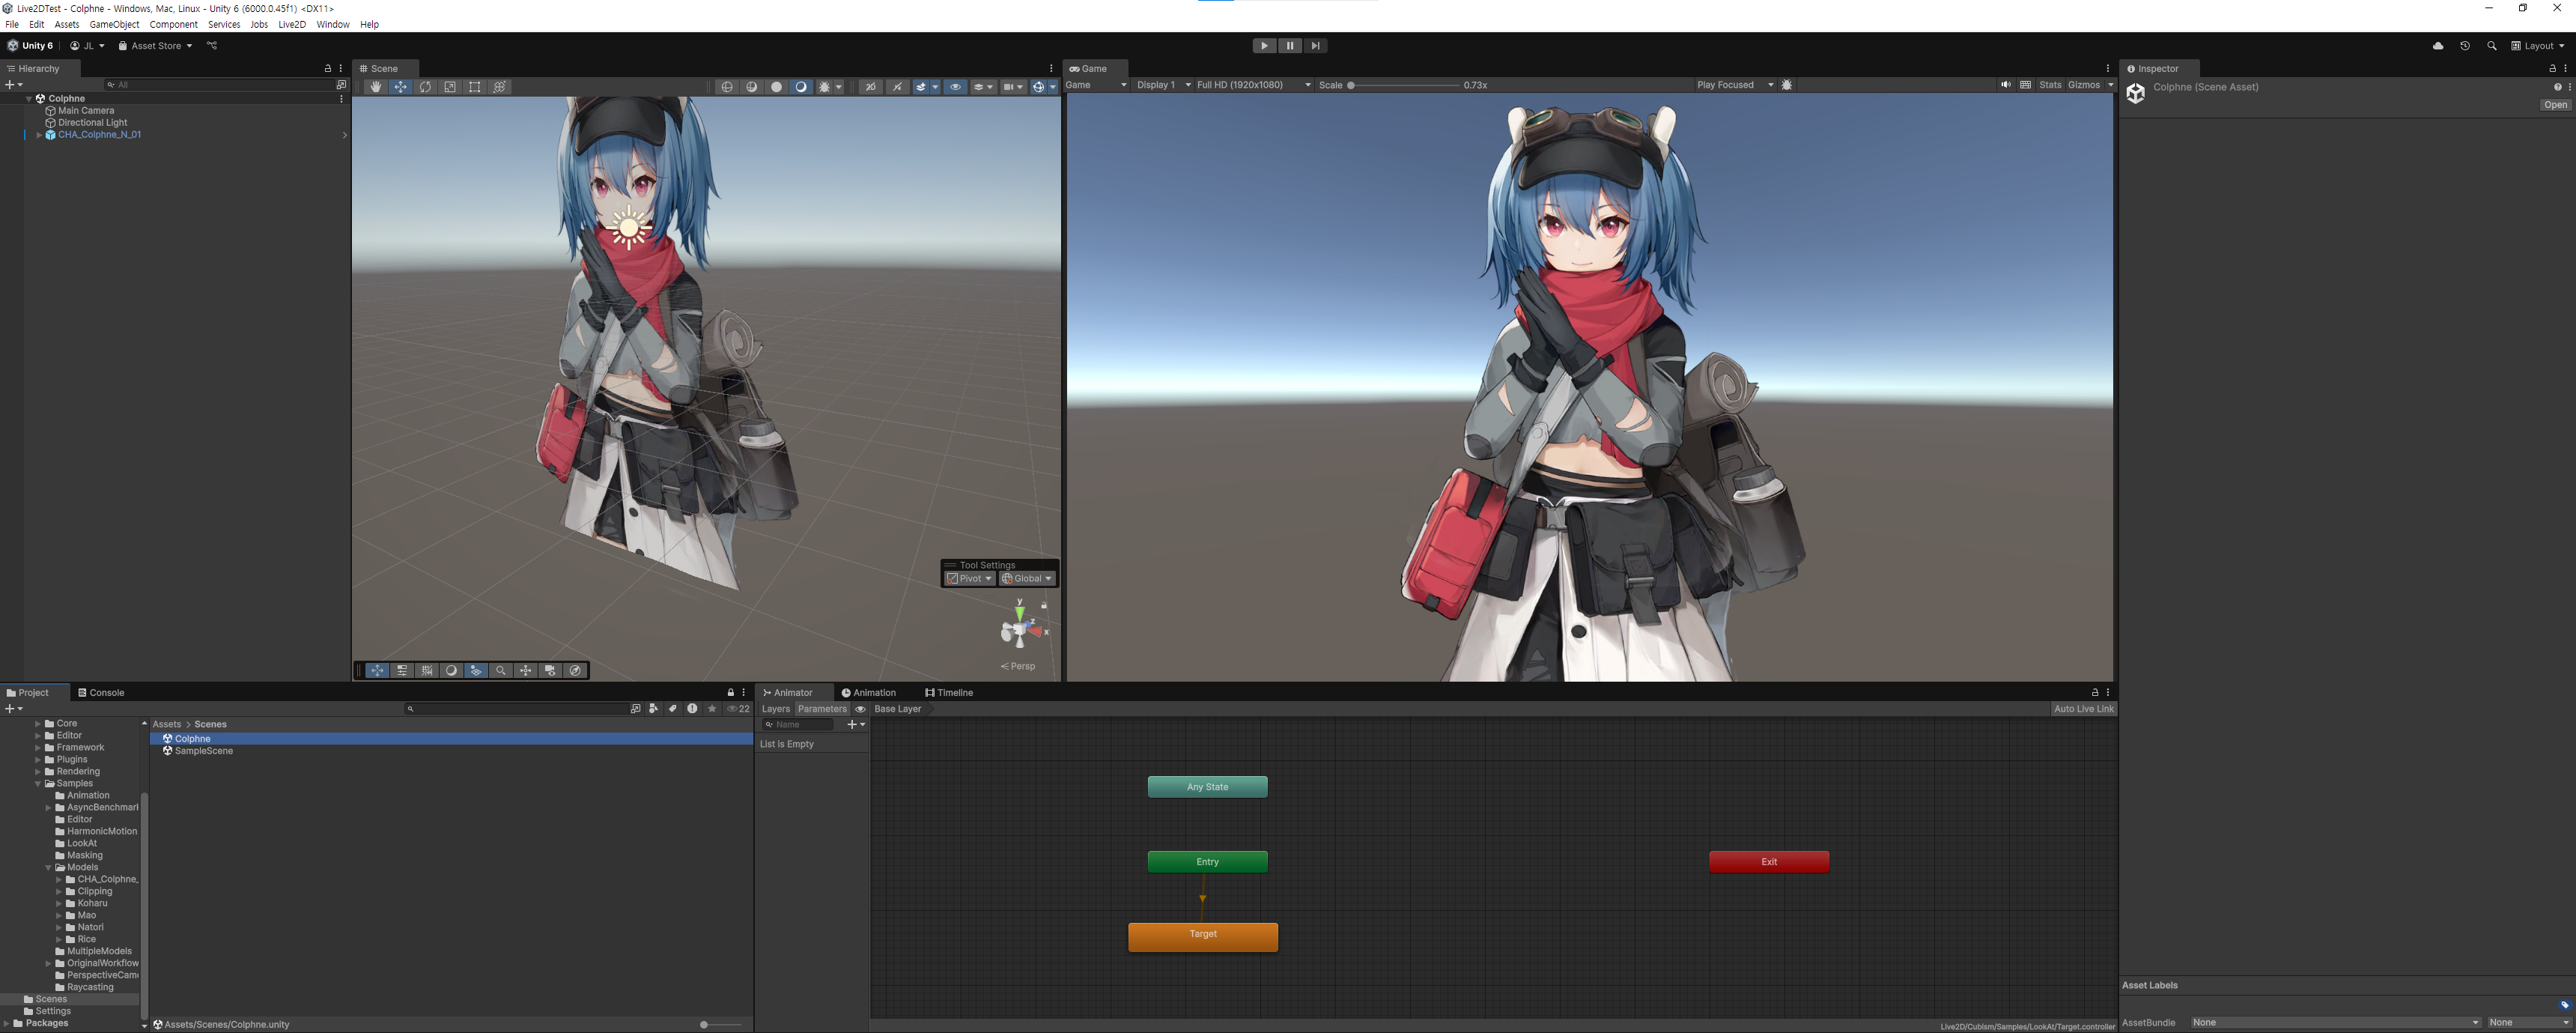 Live2DTest - Colphne - Windows, Mac, Linux - Unity 6 (6000.0.45f1) <DX11>
File Edit Assets GameObject Component Services Jobs Live2D Window Help
Unity 6 JL Asset Store Layout
Hierarchy
All
Colphne
Main Camera
Directional Light
CHA_Colphne_N_01
Scene
Tool Settings
Pivot Global
y
z
x
< Persp
Game
Game Display 1 Full HD (1920x1080) Scale 0.73x Play Focused Stats Gizmos
Inspector
Colphne (Scene Asset)
Open
Project Console
22
Core
Editor
Framework
Plugins
Rendering
Samples
Animation
AsyncBenchmark
Editor
HarmonicMotion
LookAt
Masking
Models
CHA_Colphne_
Clipping
Koharu
Mao
Natori
Rice
MultipleModels
OriginalWorkflow
PerspectiveCam
Raycasting
Scenes
Settings
Packages
Assets > Scenes
Colphne
SampleScene
Assets/Scenes/Colphne.unity
Animator Animation Timeline
Layers Parameters Base Layer Auto Live Link
Name
List is Empty
Any State
Entry
Exit
Target
Live2D/Cubism/Samples/LookAt/Target.controller
Asset Labels
AssetBundle None None